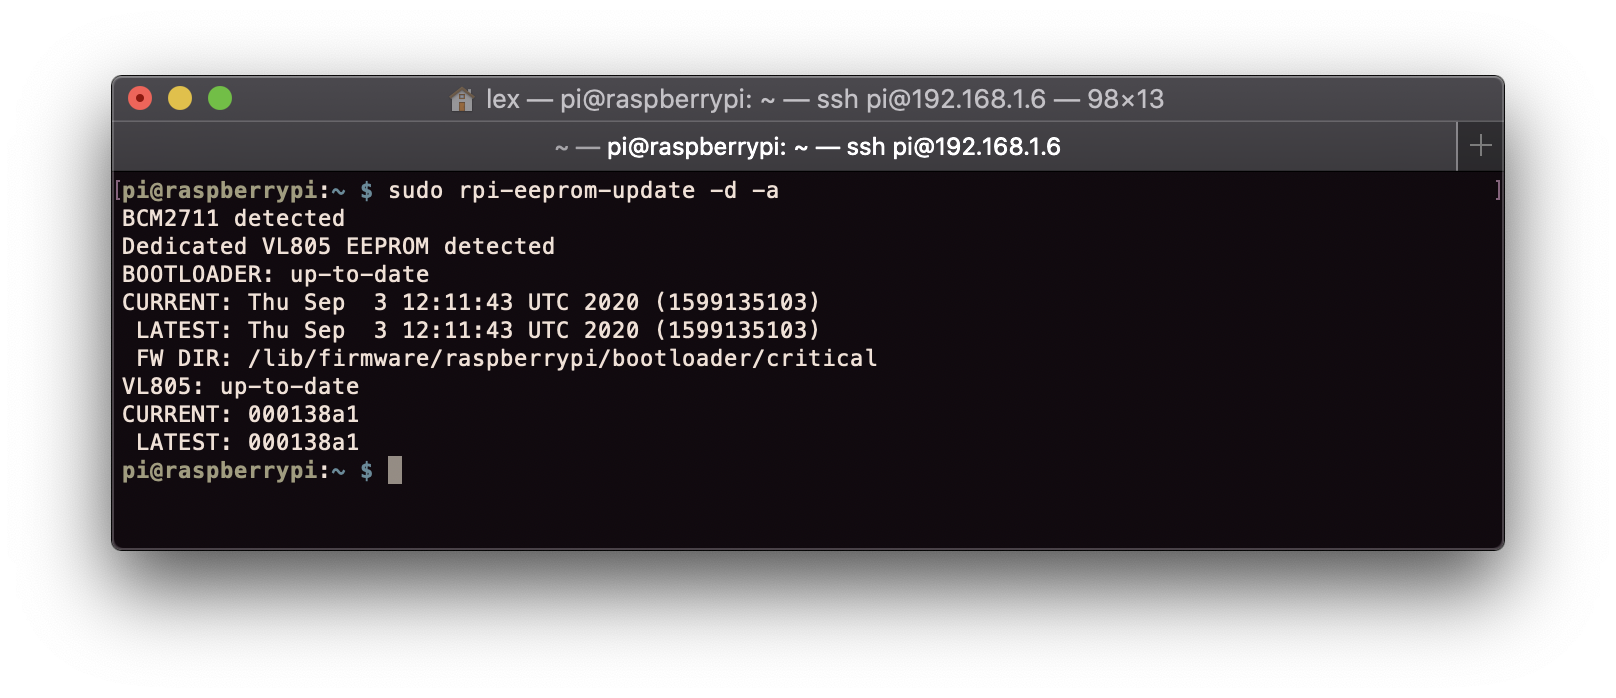 lex — pi@raspberrypi: ~ — ssh pi@192.168.1.6 — 98×13
~ — pi@raspberrypi: ~ — ssh pi@192.168.1.6
[pi@raspberrypi:~ $ sudo rpi-eeprom-update -d -a ]
BCM2711 detected
Dedicated VL805 EEPROM detected
BOOTLOADER: up-to-date
CURRENT: Thu Sep  3 12:11:43 UTC 2020 (1599135103)
 LATEST: Thu Sep  3 12:11:43 UTC 2020 (1599135103)
 FW DIR: /lib/firmware/raspberrypi/bootloader/critical
VL805: up-to-date
CURRENT: 000138a1
 LATEST: 000138a1
pi@raspberrypi:~ $